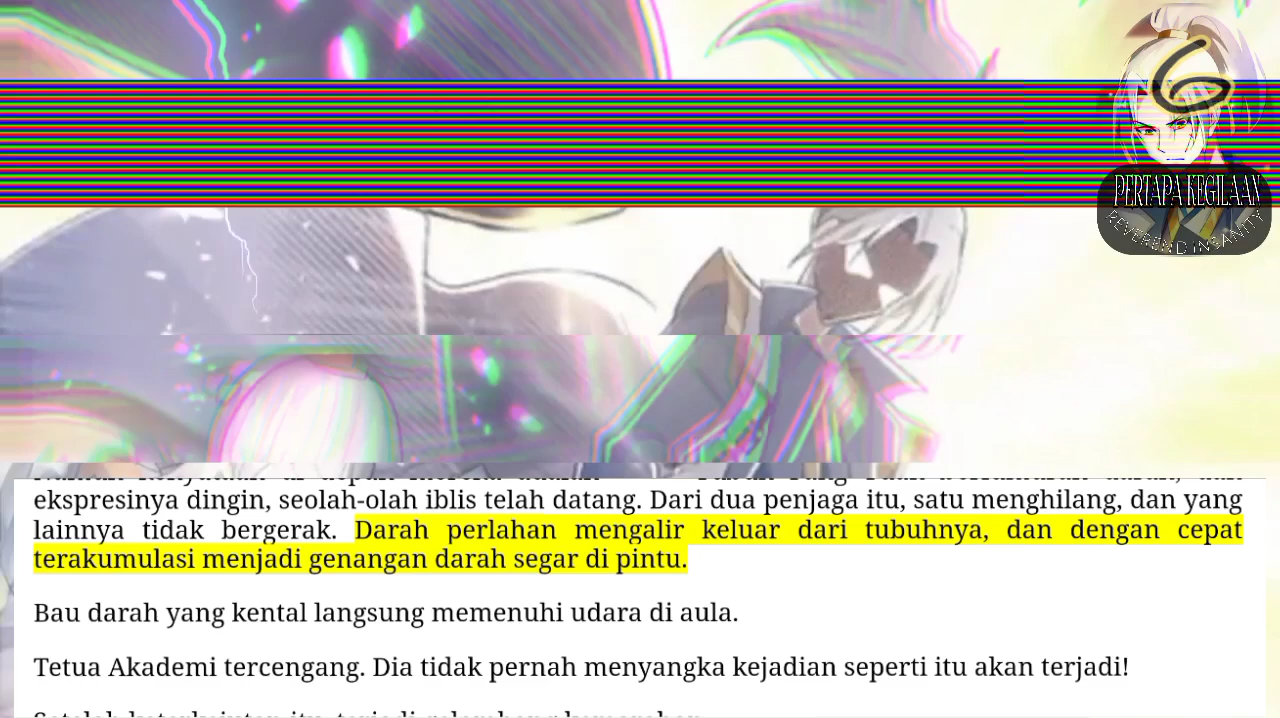 6
PERTAPA KEGILAAN
REVEREND INSANITY
ekspresinya dingin, seolah-olah iblis telah datang. Dari dua penjaga itu, satu menghilang, dan yang
lainnya tidak bergerak. Darah perlahan mengalir keluar dari tubuhnya, dan dengan cepat
terakumulasi menjadi genangan darah segar di pintu.
Bau darah yang kental langsung memenuhi udara di aula.
Tetua Akademi tercengang. Dia tidak pernah menyangka kejadian seperti itu akan terjadi!